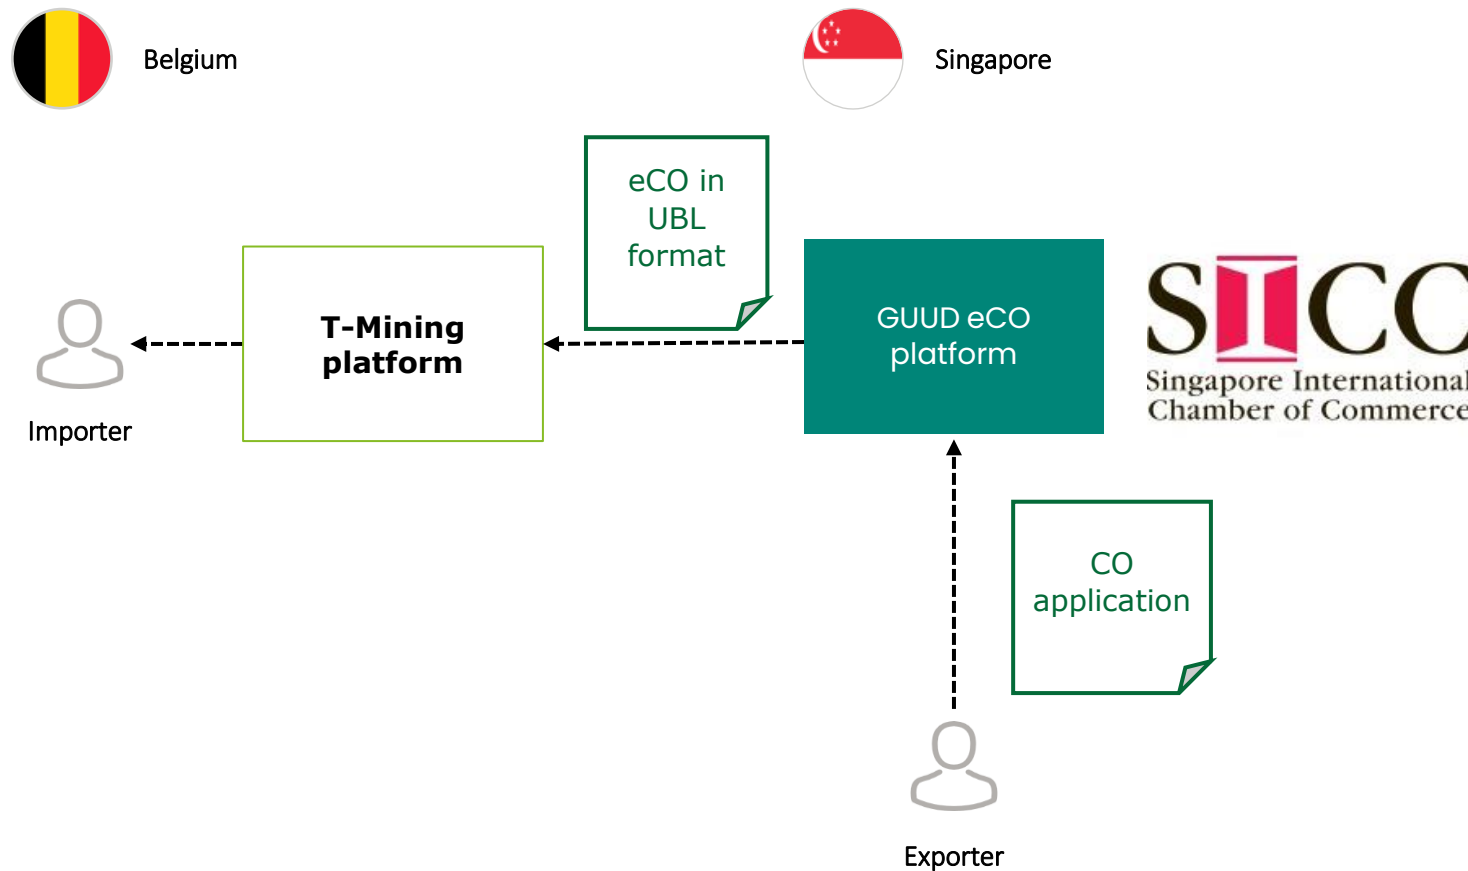 Belgium
Singapore
eCO in
UBL
format
T-Mining
platform
GUUD eCO
platform
SICC
Singapore International
Chamber of Commerce
Importer
CO
application
Exporter